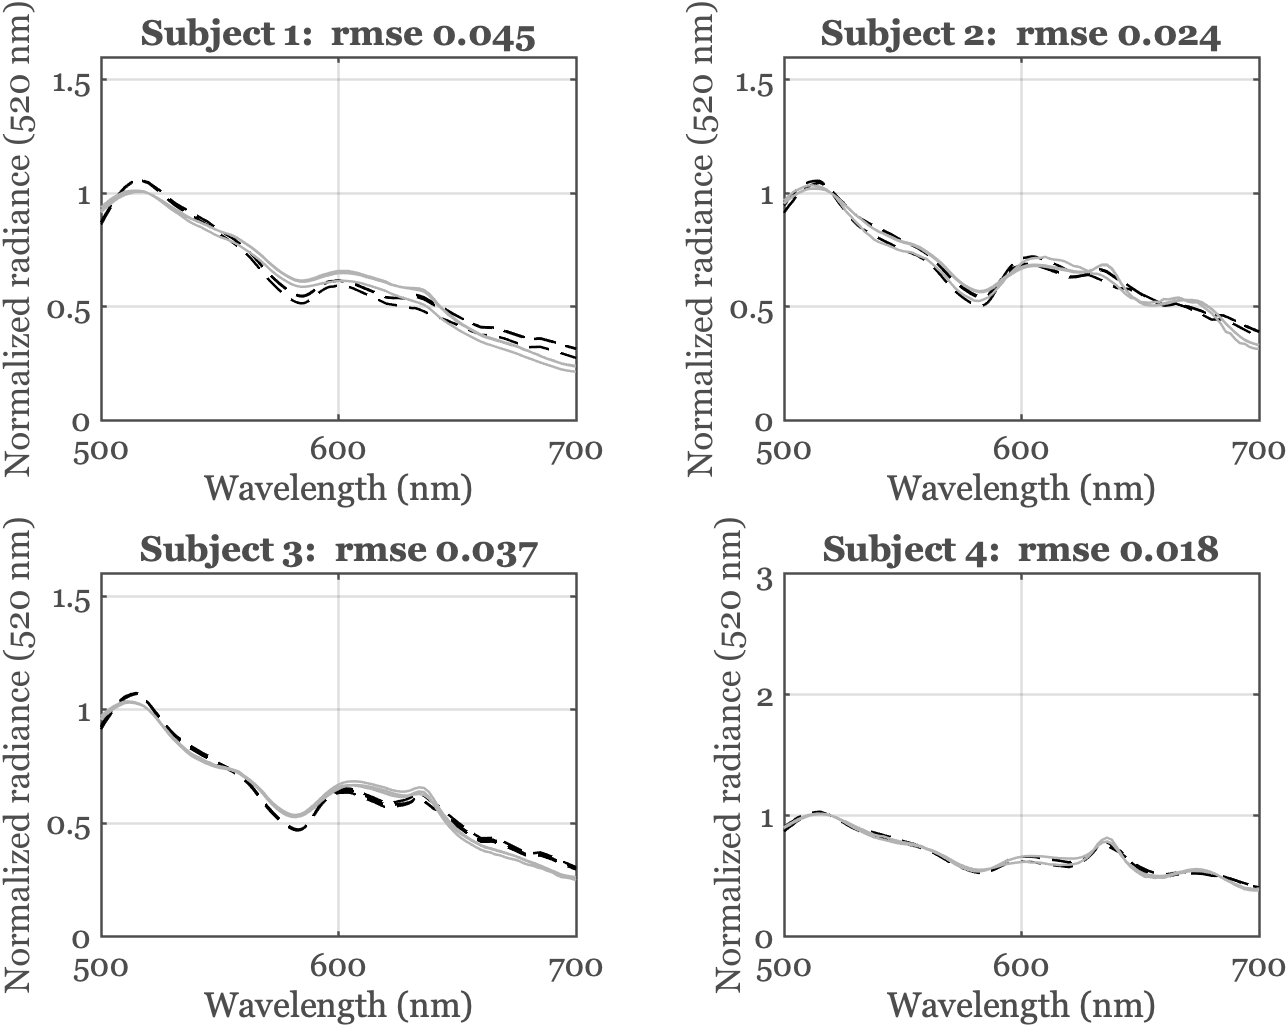 Subject 1: rmse 0.045
Normalized radiance (520 nm)
1.5
1
0.5
0
500
600
700
Wavelength (nm)
Subject 2: rmse 0.024
Normalized radiance (520 nm)
1.5
1
0.5
0
500
600
700
Wavelength (nm)
Subject 3: rmse 0.037
Normalized radiance (520 nm)
1.5
1
0.5
0
500
600
700
Wavelength (nm)
Subject 4: rmse 0.018
Normalized radiance (520 nm)
3
2
1
0
500
600
700
Wavelength (nm)